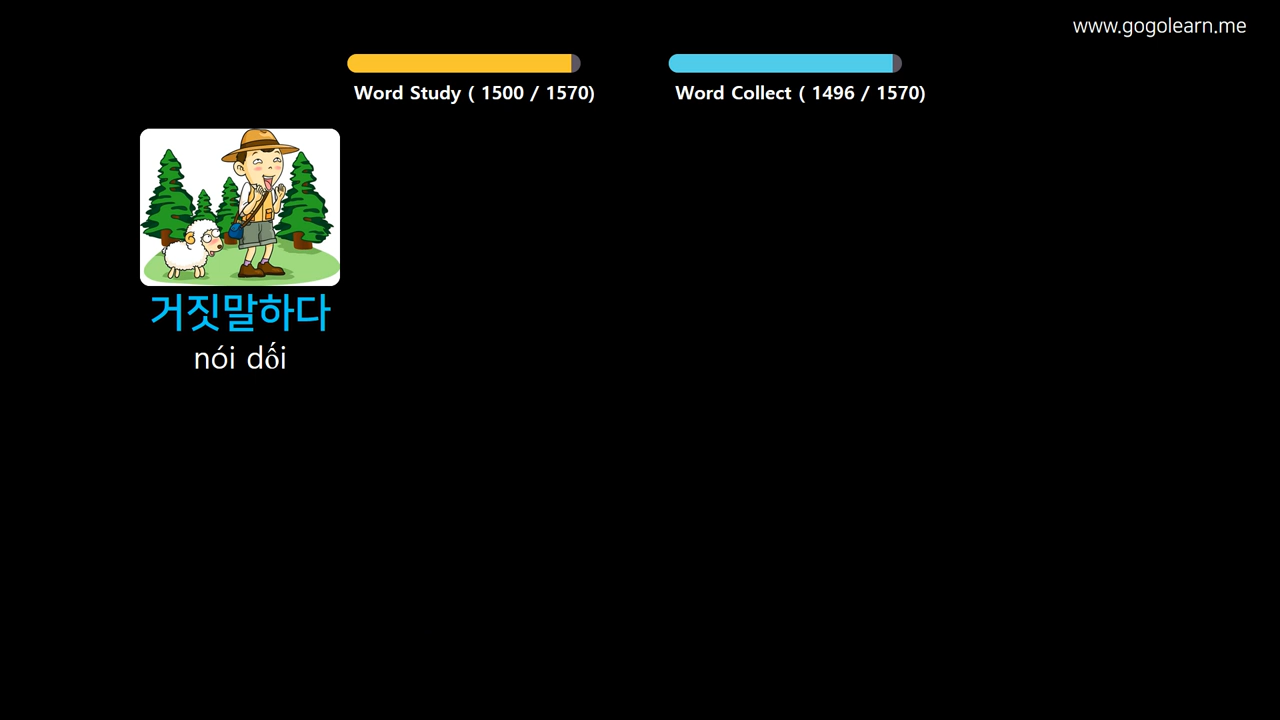 www.gogolearn.me
Word Study ( 1500 / 1570)
Word Collect ( 1496 / 1570)
거짓말하다
nói dối